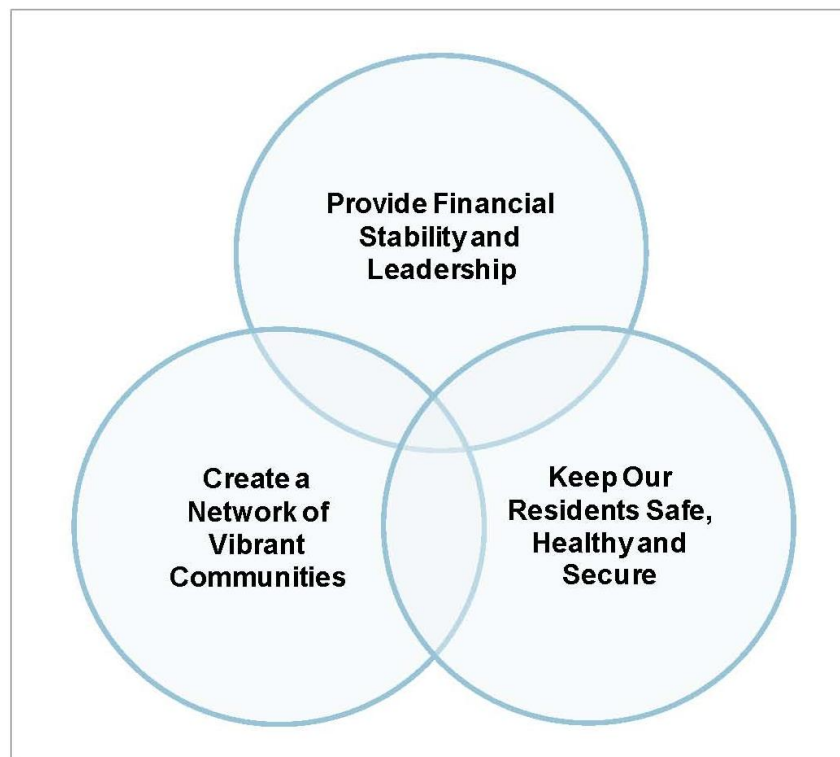 Provide Financial
Stability and
Leadership
Create a
Network of
Vibrant
Communities
Keep Our
Residents Safe,
Healthy and
Secure